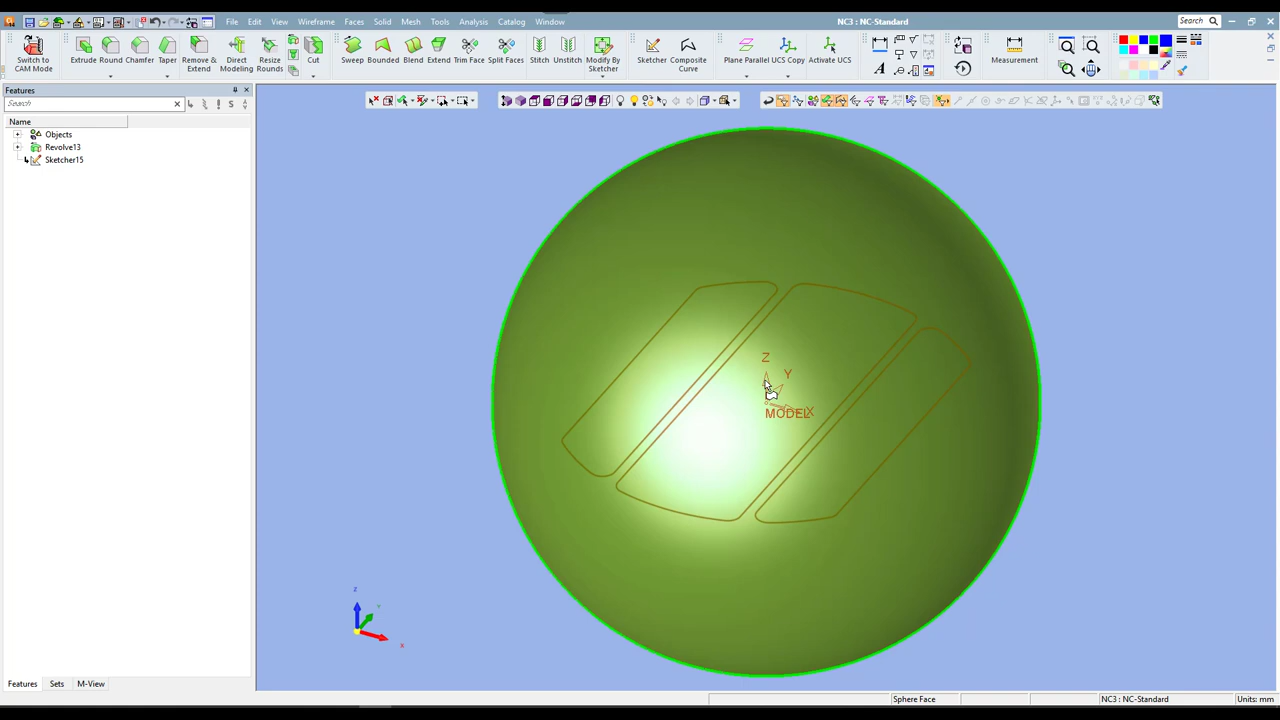 File Edit View Wireframe Faces Solid Mesh Tools Analysis Catalog Window
NC3 : NC-Standard
Search
Switch to CAM Mode
Extrude
Round
Chamfer
Taper
Remove & Extend
Direct Modeling
Resize Rounds
Cut
Sweep
Bounded
Blend
Stitch
Unstitch
Modify By Sketcher
Sketcher
Composite Curve
Plane Parallel
UCS Copy
Activate UCS
Measurement
Split Faces
Features
Search
Name
Objects
Revolve13
Sketcher15
Z
Y
X
MODEL
z
x
Features Sets M-View
Sphere Face
NC3 : NC-Standard
Units: mm